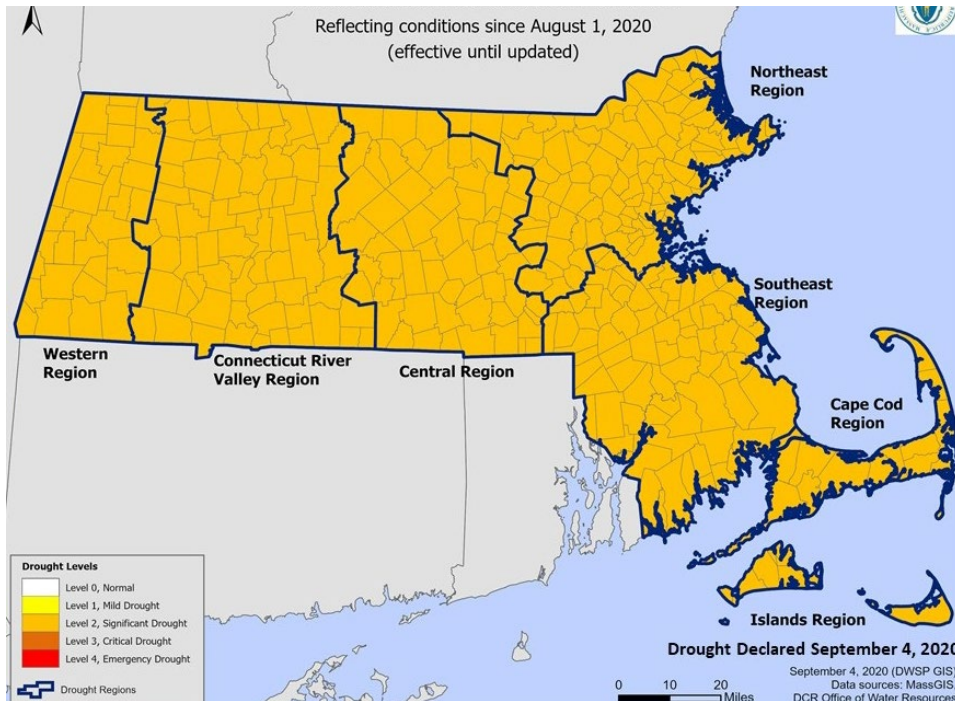 Reflecting conditions since August 1, 2020
(effective until updated)
Northeast
Region
Southeast
Region
Western
Region
Connecticut River
Valley Region
Central Region
Cape Cod
Region
Islands Region
Drought Levels
Level 0, Normal
Level 1, Mild Drought
Level 2, Significant Drought
Level 3, Critical Drought
Level 4, Emergency Drought
Drought Regions
Drought Declared September 4, 2020
September 4, 2020 (DWSP GIS)
Data sources: MassGIS,
DCR Office of Water Resources
0 10 20
Miles